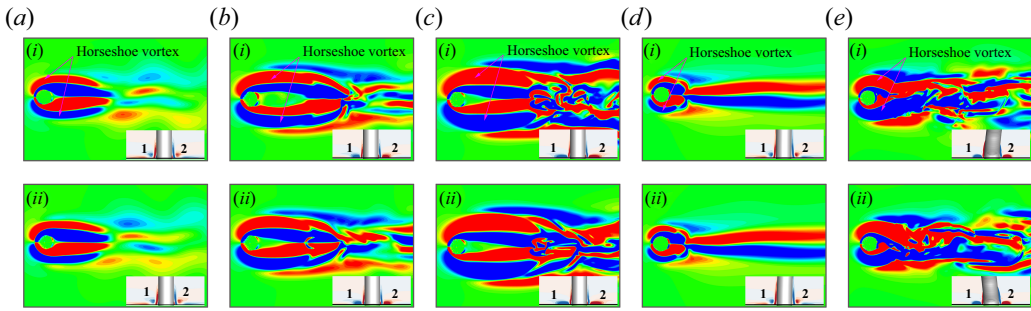 (a) (b) (c) (d) (e)
(i) Horseshoe vortex (i) Horseshoe vortex (i) Horseshoe vortex (i) Horseshoe vortex (i) Horseshoe vortex
1 2 1 2 1 2 1 2 1 2
(ii) (ii) (ii) (ii) (ii)
1 2 1 2 1 2 1 2 1 2